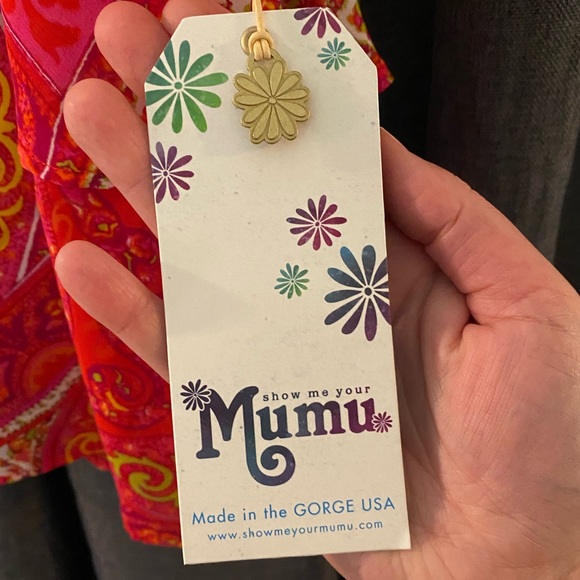 show me your
Mumu
Made in the GORGE USA
www.showmeyourmumu.com